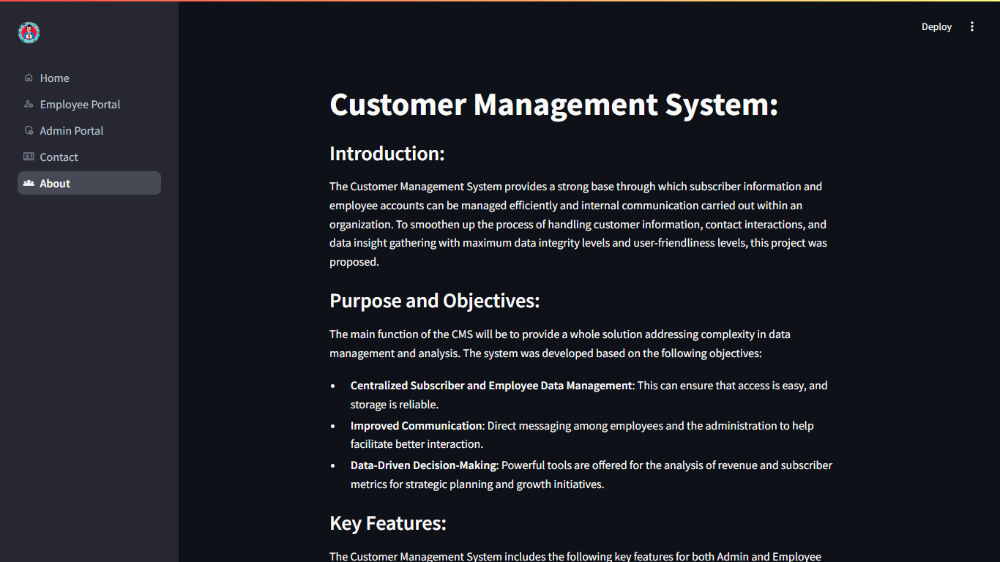 Deploy
Home
Employee Portal
Admin Portal
Contact
About
Customer Management System:
Introduction:
The Customer Management System provides a strong base through which subscriber information and
employee accounts can be managed efficiently and internal communication carried out within an
organization. To smoothen up the process of handling customer information, contact interactions, and
data insight gathering with maximum data integrity levels and user-friendliness levels, this project was
proposed.
Purpose and Objectives:
The main function of the CMS will be to provide a whole solution addressing complexity in data
management and analysis. The system was developed based on the following objectives:
• Centralized Subscriber and Employee Data Management: This can ensure that access is easy, and
storage is reliable.
• Improved Communication: Direct messaging among employees and the administration to help
facilitate better interaction.
• Data-Driven Decision-Making: Powerful tools are offered for the analysis of revenue and subscriber
metrics for strategic planning and growth initiatives.
Key Features:
The Customer Management System includes the following key features for both Admin and Employee